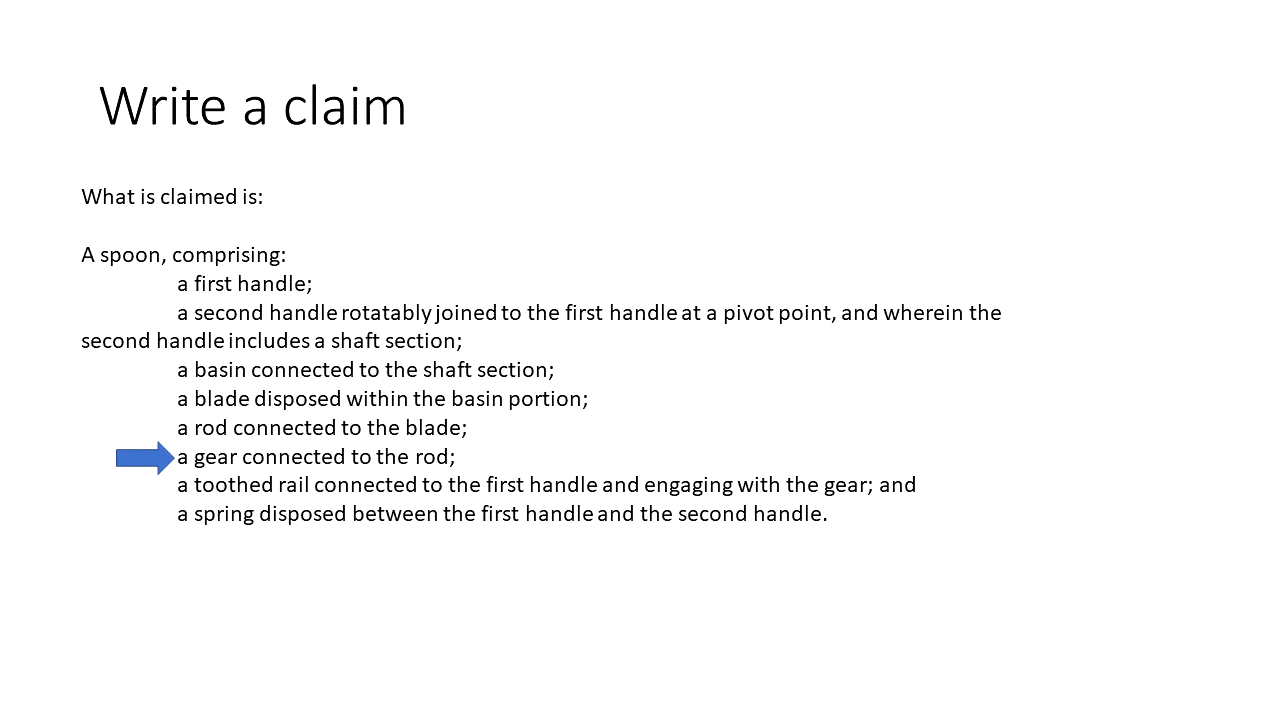 Write a claim
What is claimed is:
A spoon, comprising:
a first handle;
a second handle rotatably joined to the first handle at a pivot point, and wherein the
second handle includes a shaft section;
a basin connected to the shaft section;
a blade disposed within the basin portion;
a rod connected to the blade;
a gear connected to the rod;
a toothed rail connected to the first handle and engaging with the gear; and
a spring disposed between the first handle and the second handle.